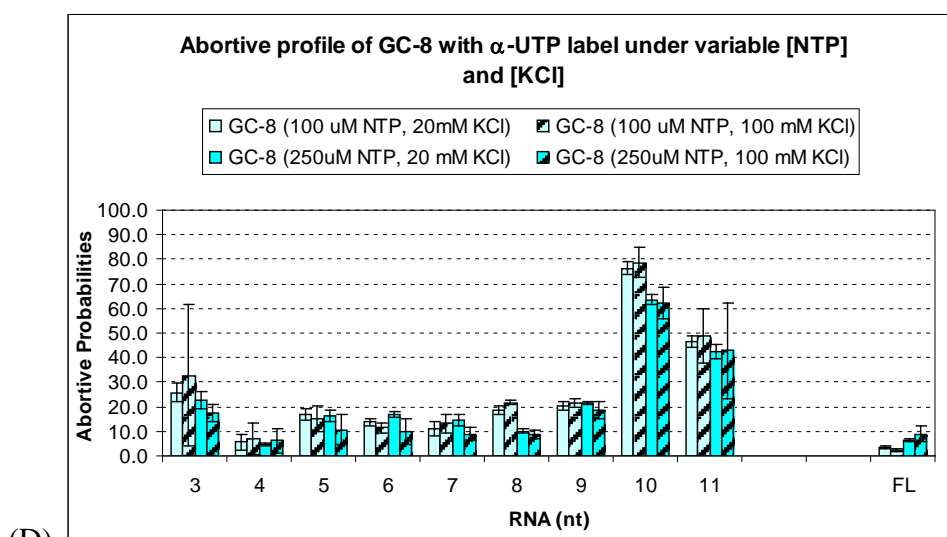 Abortive profile of GC-8 with α-UTP label under variable [NTP]
and [KCl]
GC-8 (100 uM NTP, 20mM KCl) GC-8 (100 uM NTP, 100 mM KCl)
GC-8 (250uM NTP, 20 mM KCl) GC-8 (250uM NTP, 100 mM KCl)
Abortive Probabilities
100.0
90.0
80.0
70.0
60.0
50.0
40.0
30.0
20.0
10.0
0.0
3 4 5 6 7 8 9 10 11 FL
RNA (nt)
(D)